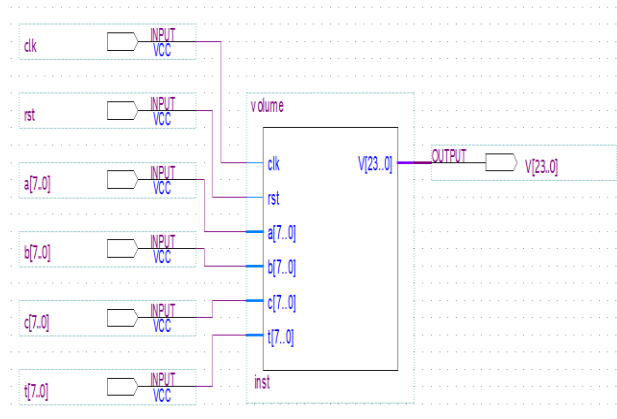 clk INPUT VCC
rst INPUT VCC
a[7..0] INPUT VCC
b[7..0] INPUT VCC
c[7..0] INPUT VCC
t[7..0] INPUT VCC
volume
clk
rst
a[7..0]
b[7..0]
c[7..0]
t[7..0]
V[23..0]
inst
OUTPUT
V[23..0]